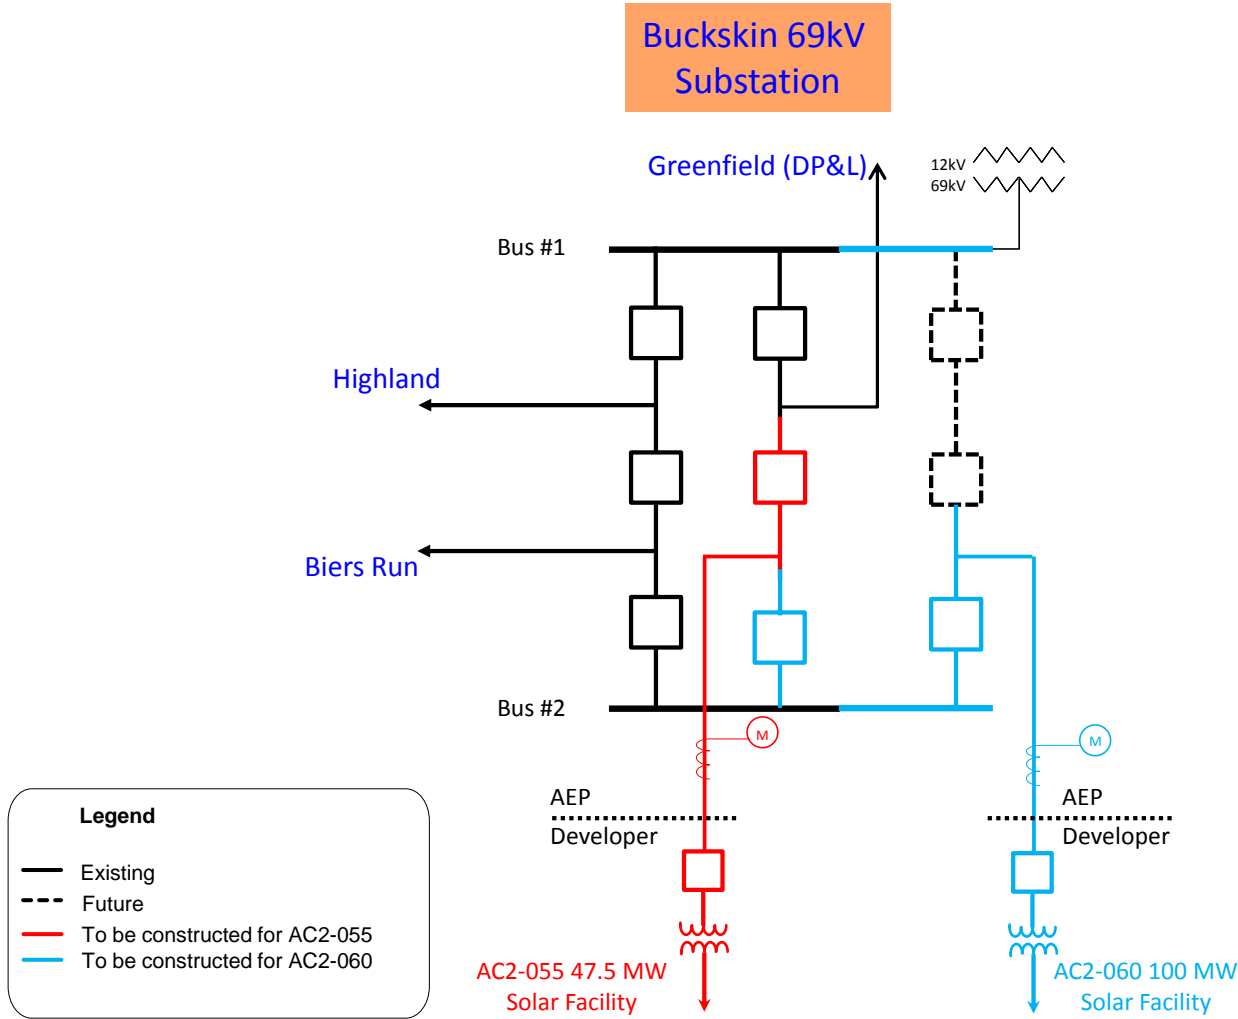 Buckskin 69kV
Substation
Greenfield (DP&L)
12kV
69kV
Bus #1
Highland
Biers Run
Bus #2
M
M
AEP
Developer
AEP
Developer
Legend
Existing
Future
To be constructed for AC2-055
To be constructed for AC2-060
AC2-055 47.5 MW
Solar Facility
AC2-060 100 MW
Solar Facility